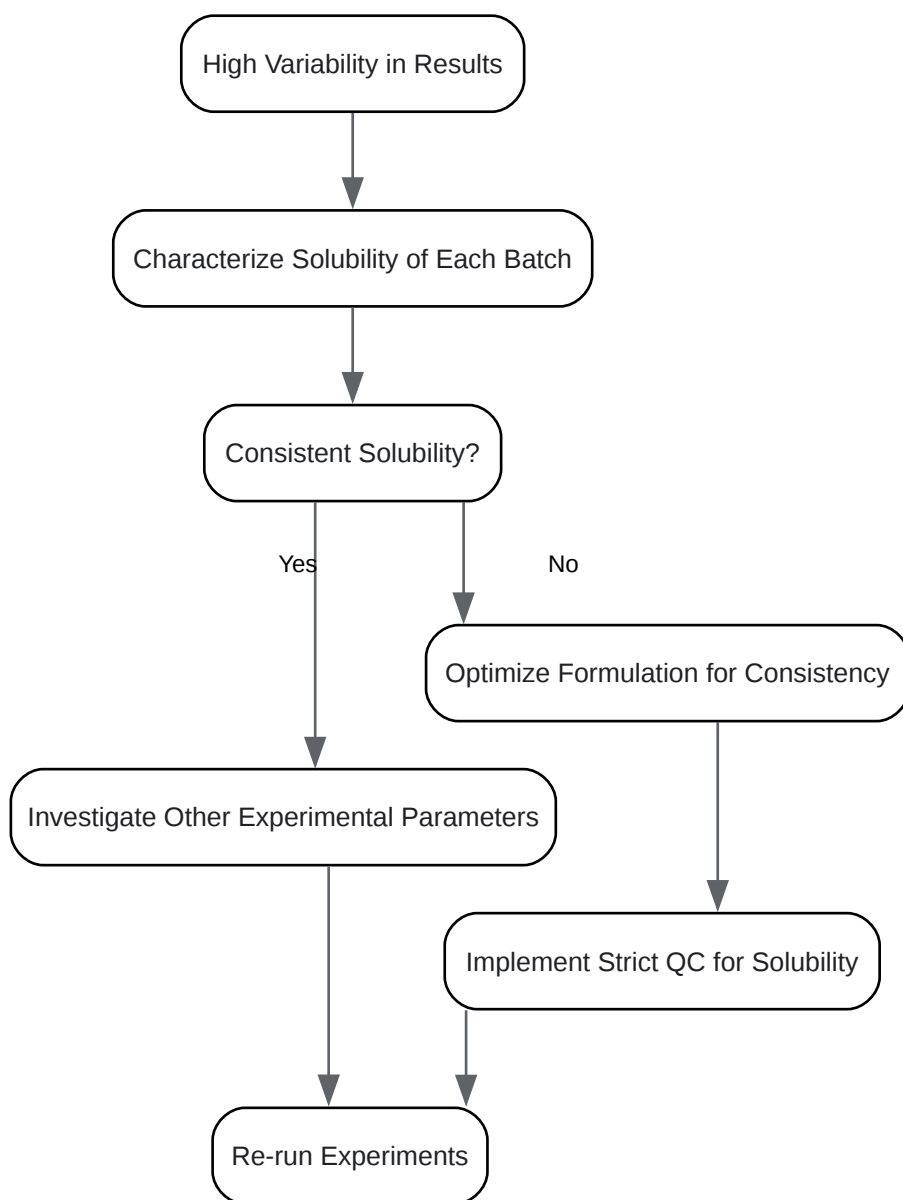 High Variability in Results
Characterize Solubility of Each Batch
Consistent Solubility?
Yes
No
Optimize Formulation for Consistency
Investigate Other Experimental Parameters
Implement Strict QC for Solubility
Re-run Experiments